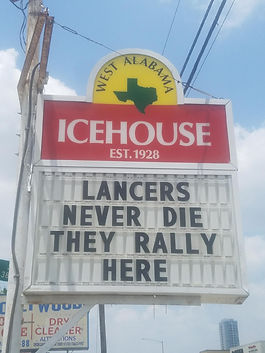 WEST ALABAMA
ICEHOUSE
EST. 1928
LANCERS
NEVER DIE
THEY RALLY
HERE
DRY
CLEANER